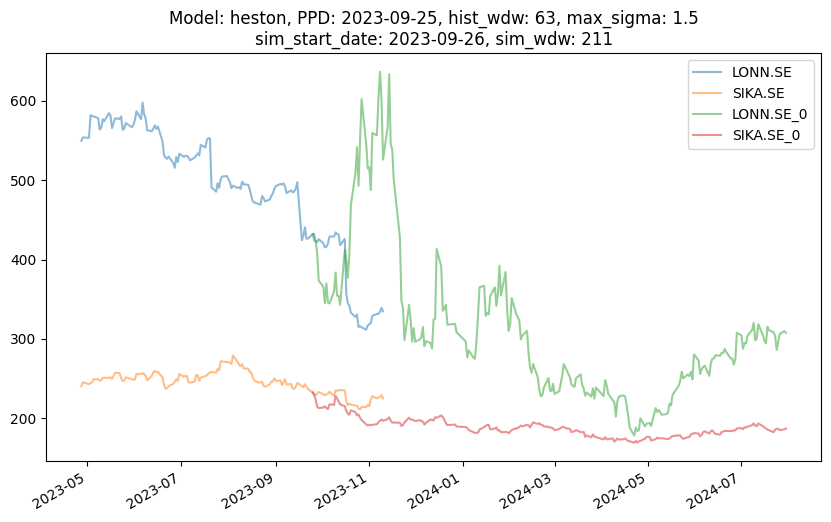 Model: heston, PPD: 2023-09-25, hist_wdw: 63, max_sigma: 1.5
sim_start_date: 2023-09-26, sim_wdw: 211
LONN.SE
SIKA.SE
LONN.SE_0
SIKA.SE_0
600
500
400
300
200
2023-05
2023-07
2023-09
2023-11
2024-01
2024-03
2024-05
2024-07